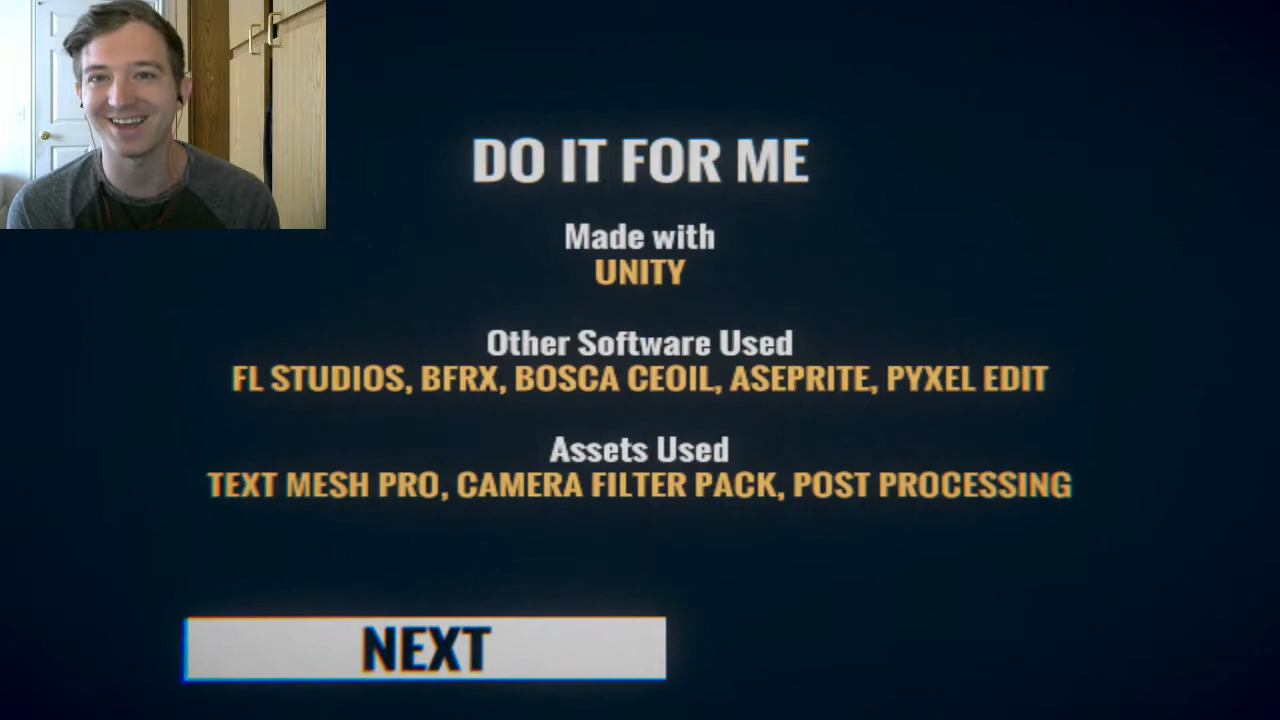 DO IT FOR ME
Made with
UNITY
Other Software Used
FL STUDIOS, BFRX, BOSCA CEOIL, ASEPRITE, PYXEL EDIT
Assets Used
TEXT MESH PRO, CAMERA FILTER PACK, POST PROCESSING
NEXT